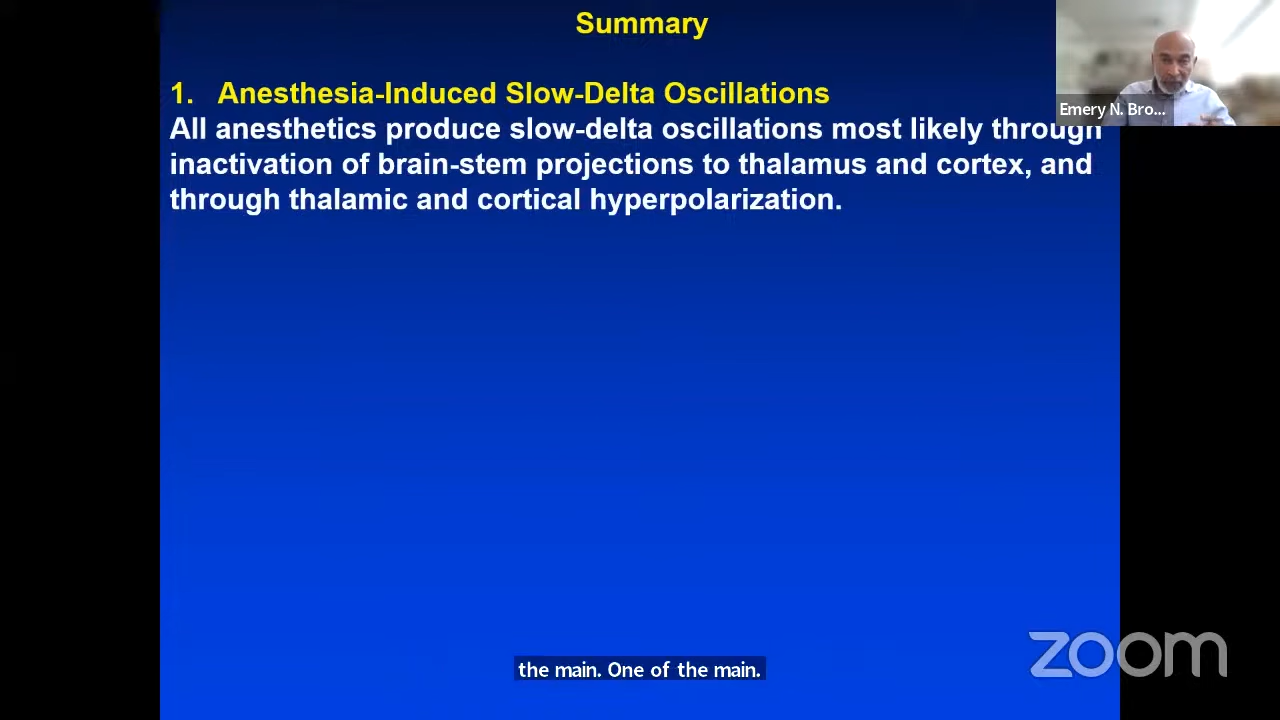 Summary
Emery N. Bro...
1. Anesthesia-Induced Slow-Delta Oscillations
All anesthetics produce slow-delta oscillations most likely through
inactivation of brain-stem projections to thalamus and cortex, and
through thalamic and cortical hyperpolarization.
zoom
the main. One of the main.